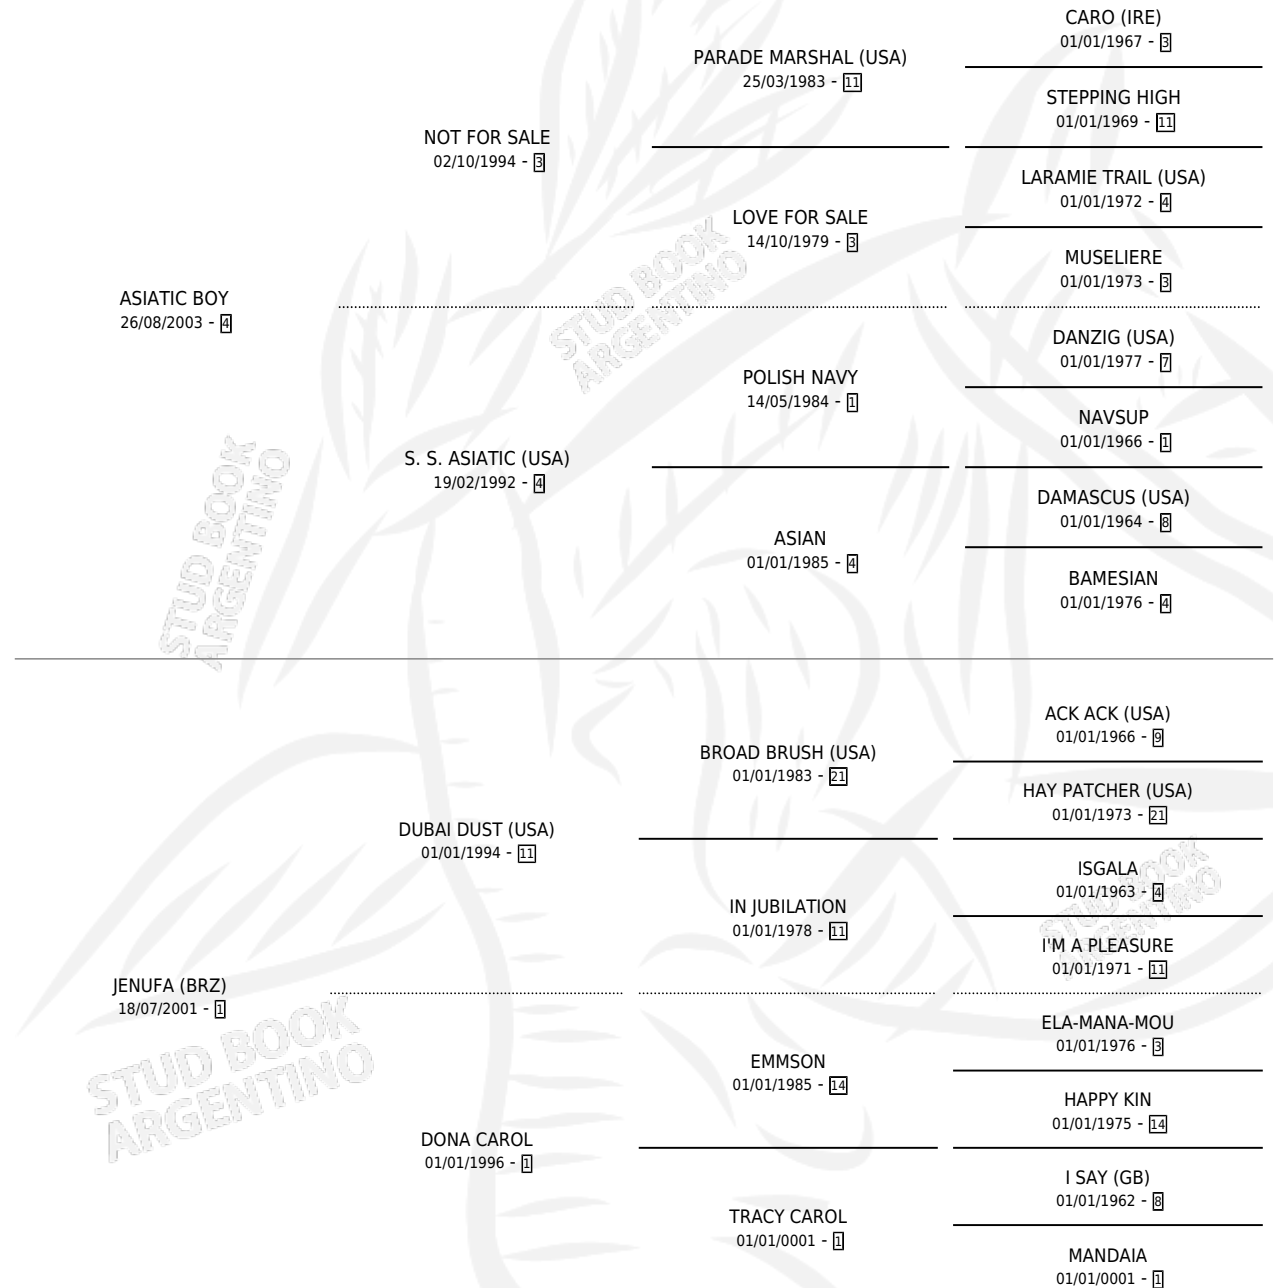 CARO (IRE)
01/01/1967 - 3
PARADE MARSHAL (USA)
25/03/1983 - 11
STEPPING HIGH
01/01/1969 - 11
NOT FOR SALE
02/10/1994 - 3
LARAMIE TRAIL (USA)
01/01/1972 - 4
LOVE FOR SALE
14/10/1979 - 3
MUSELIERE
01/01/1973 - 3
ASIATIC BOY
26/08/2003 - 4
DANZIG (USA)
01/01/1977 - 7
POLISH NAVY
14/05/1984 - 1
NAVSUP
01/01/1966 - 1
S. S. ASIATIC (USA)
19/02/1992 - 4
DAMASCUS (USA)
01/01/1964 - 8
ASIAN
01/01/1985 - 4
BAMESIAN
01/01/1976 - 4
ACK ACK (USA)
01/01/1966 - 9
BROAD BRUSH (USA)
01/01/1983 - 21
HAY PATCHER (USA)
01/01/1973 - 21
DUBAI DUST (USA)
01/01/1994 - 11
ISGALA
01/01/1963 - 4
IN JUBILATION
01/01/1978 - 11
I'M A PLEASURE
01/01/1971 - 11
JENUFA (BRZ)
18/07/2001 - 1
ELA-MANA-MOU
01/01/1976 - 3
EMMSON
01/01/1985 - 14
HAPPY KIN
01/01/1975 - 14
DONA CAROL
01/01/1996 - 1
I SAY (GB)
01/01/1962 - 8
TRACY CAROL
01/01/0001 - 1
MANDAIA
01/01/0001 - 1
STUD BOOK
ARGENTINO
STUD BOOK
ARGENTINO
STUD BOOK
ARGENTINO
STUD BOOK
ARGENTINO